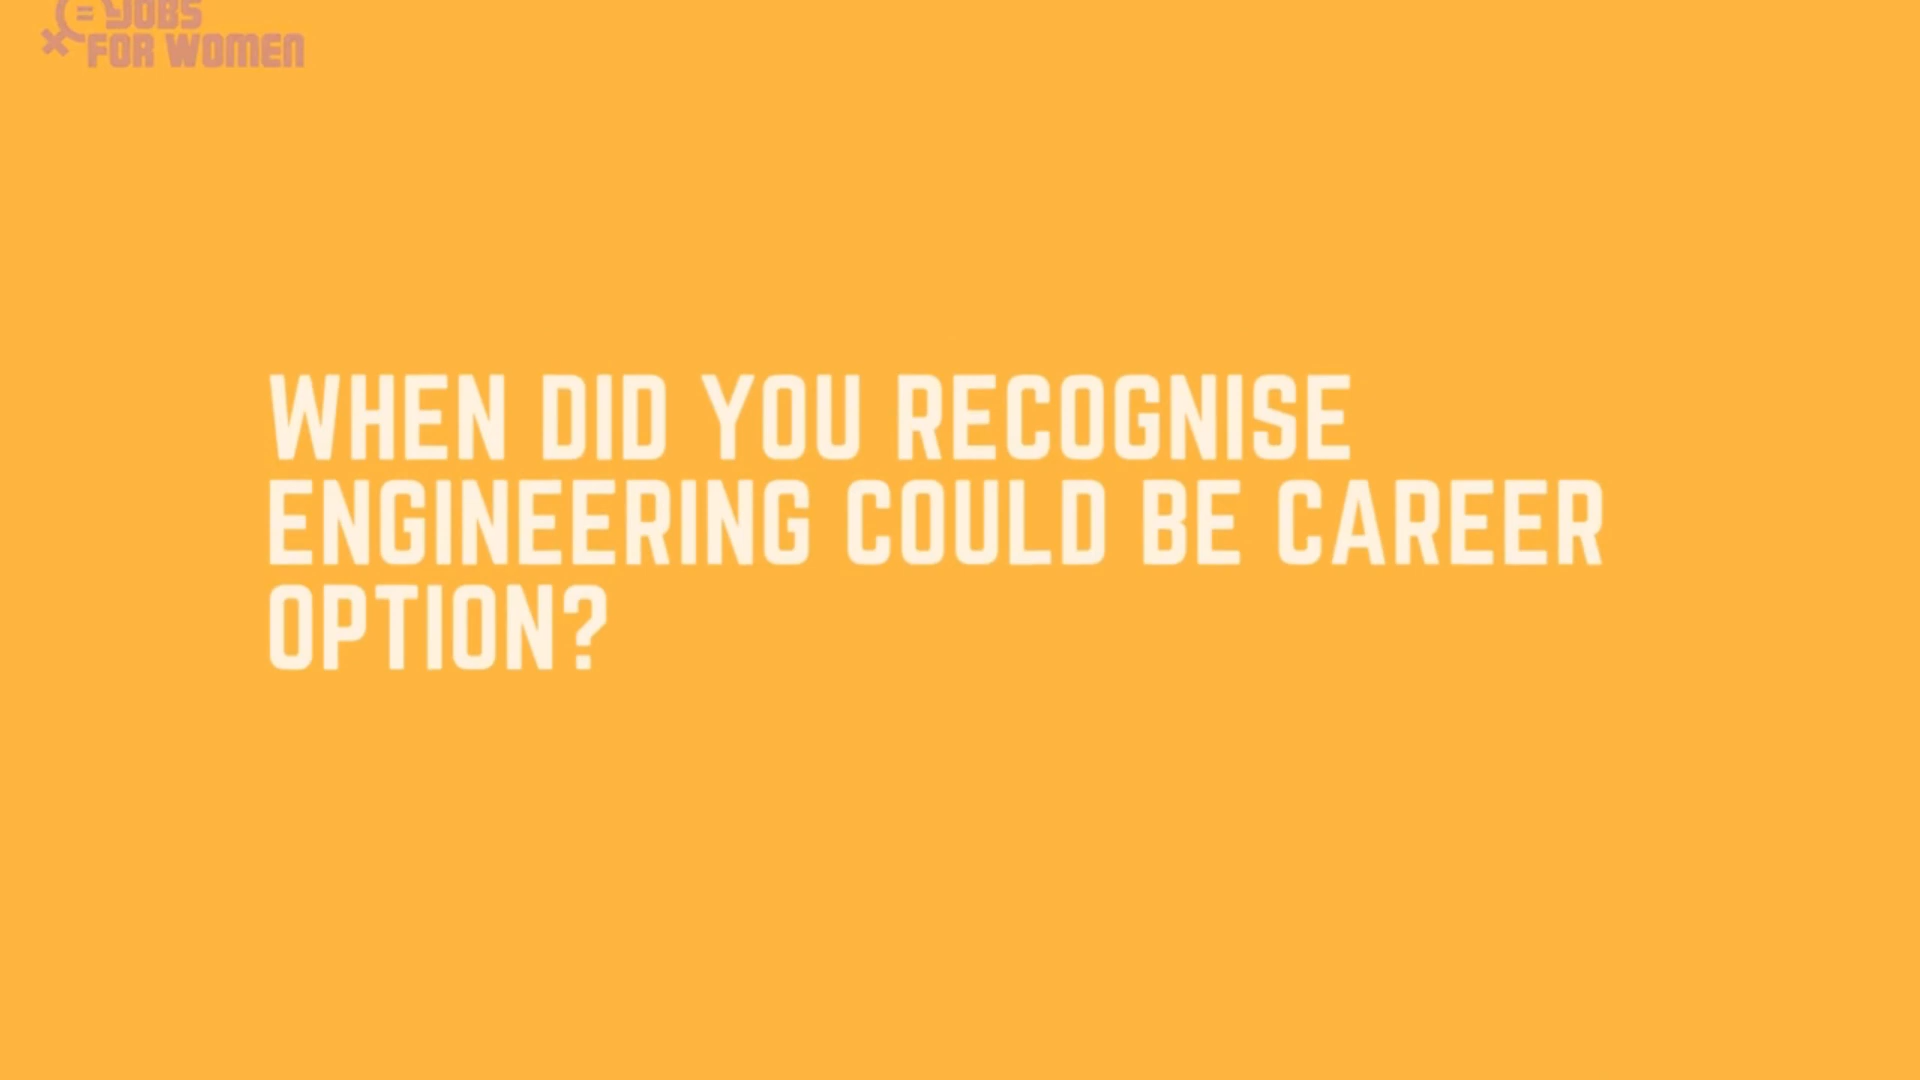 JOBS
FOR WOMEN
WHEN DID YOU RECOGNISE
ENGINEERING COULD BE CAREER
OPTION?